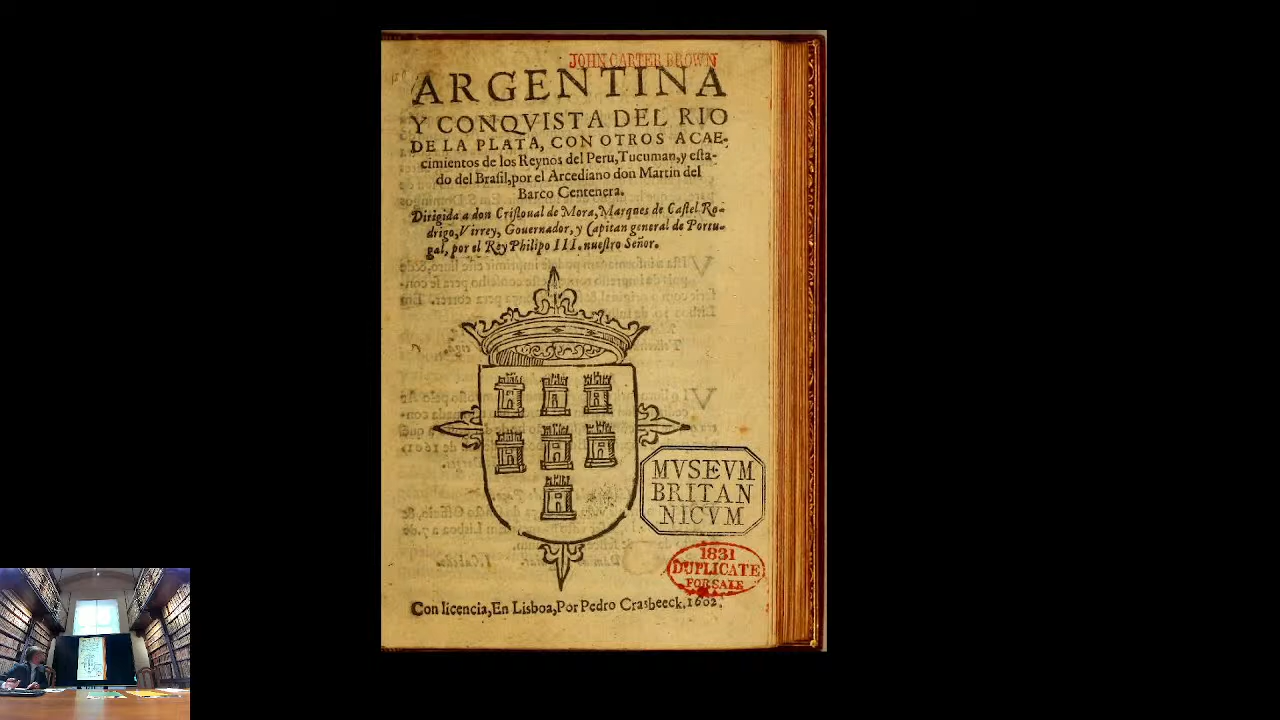 JOHN CARTER BROWN
ARGENTINA
Y CONQVISTA DEL RIO
DE LA PLATA, CON OTROS ACAE-
cimientos de los Reynos del Peru, Tucuman, y esta-
do del Brasil, por el Arcediano don Martin del
Barco Centenera.
Dirigida a don Cristoual de Mora, Marques de Castel Ro-
drigo, Virrey, Gouernador, y Capitan general de Portu-
gal, por el Rey Philipo III. nuestro Señor.
MVSEVM
BRITAN
NICVM
1831
DUPLICATE
FOR SALE
Con licencia, En Lisboa, Por Pedro Crasbeeck. 1602.